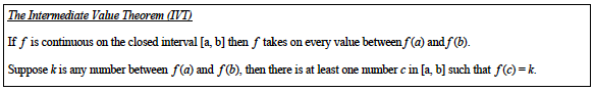 The Intermediate Value Theorem (IVT)
If f is continuous on the closed interval [a, b] then f takes on every value between f(a) and f(b).
Suppose k is any number between f(a) and f(b), then there is at least one number c in [a, b] such that f(c) = k.